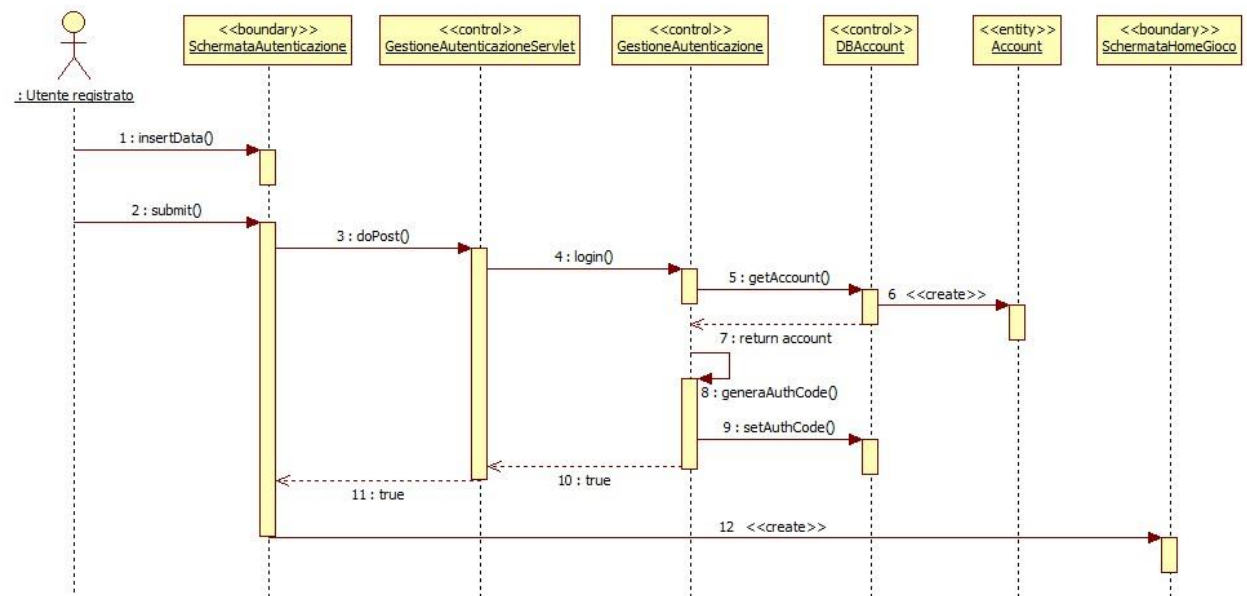 <<boundary>>
SchermataAutenticazione
<<control>>
GestioneAutenticazioneServlet
<<control>>
GestioneAutenticazione
<<control>>
DBAccount
<<entity>>
Account
<<boundary>>
SchermataHomeGioco
: Utente registrato
1 : insertData()
2 : submit()
3 : doPost()
4 : login()
5 : getAccount()
6 <<create>>
7 : return account
8 : generaAuthCode()
9 : setAuthCode()
10 : true
11 : true
12 <<create>>